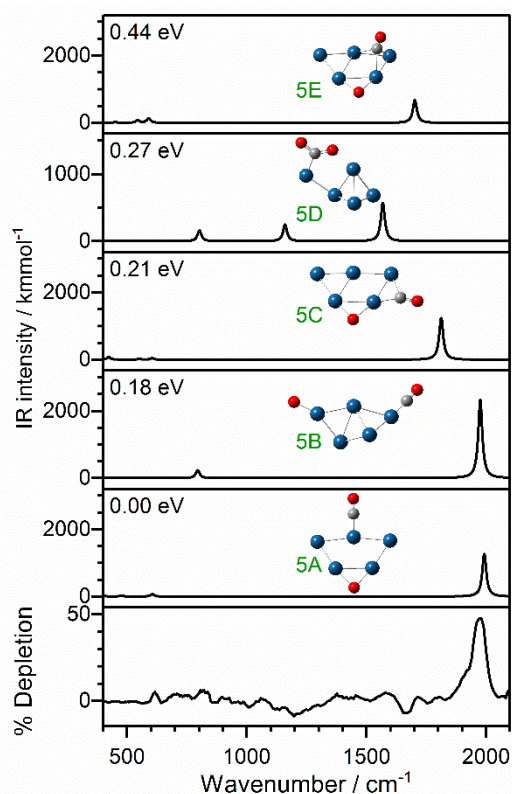 0.44 eV
2000
0
5E
0.27 eV
1000
0
5D
0.21 eV
2000
0
5C
0.18 eV
2000
0
5B
0.00 eV
2000
0
5A
50
0
500 1000 1500 2000
IR intensity / kmmol⁻¹
% Depletion
Wavenumber / cm⁻¹